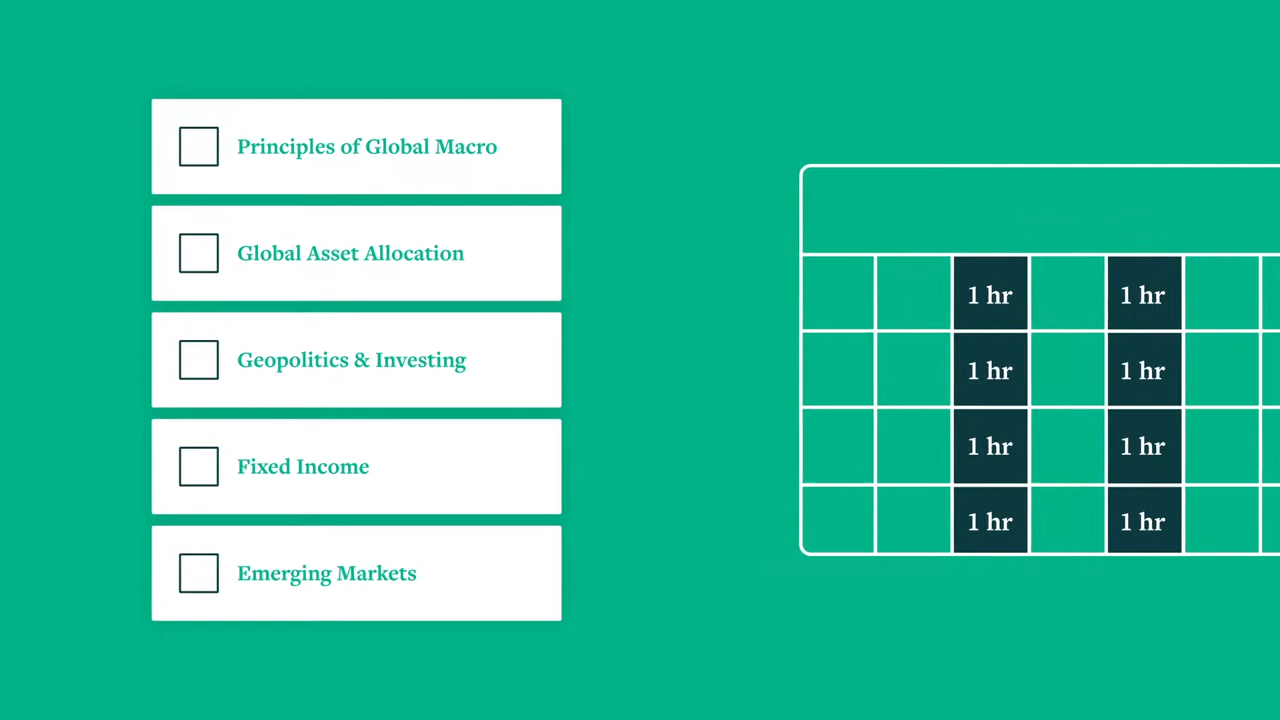 Principles of Global Macro
Global Asset Allocation
Geopolitics & Investing
Fixed Income
Emerging Markets
1 hr 1 hr
1 hr 1 hr
1 hr 1 hr
1 hr 1 hr